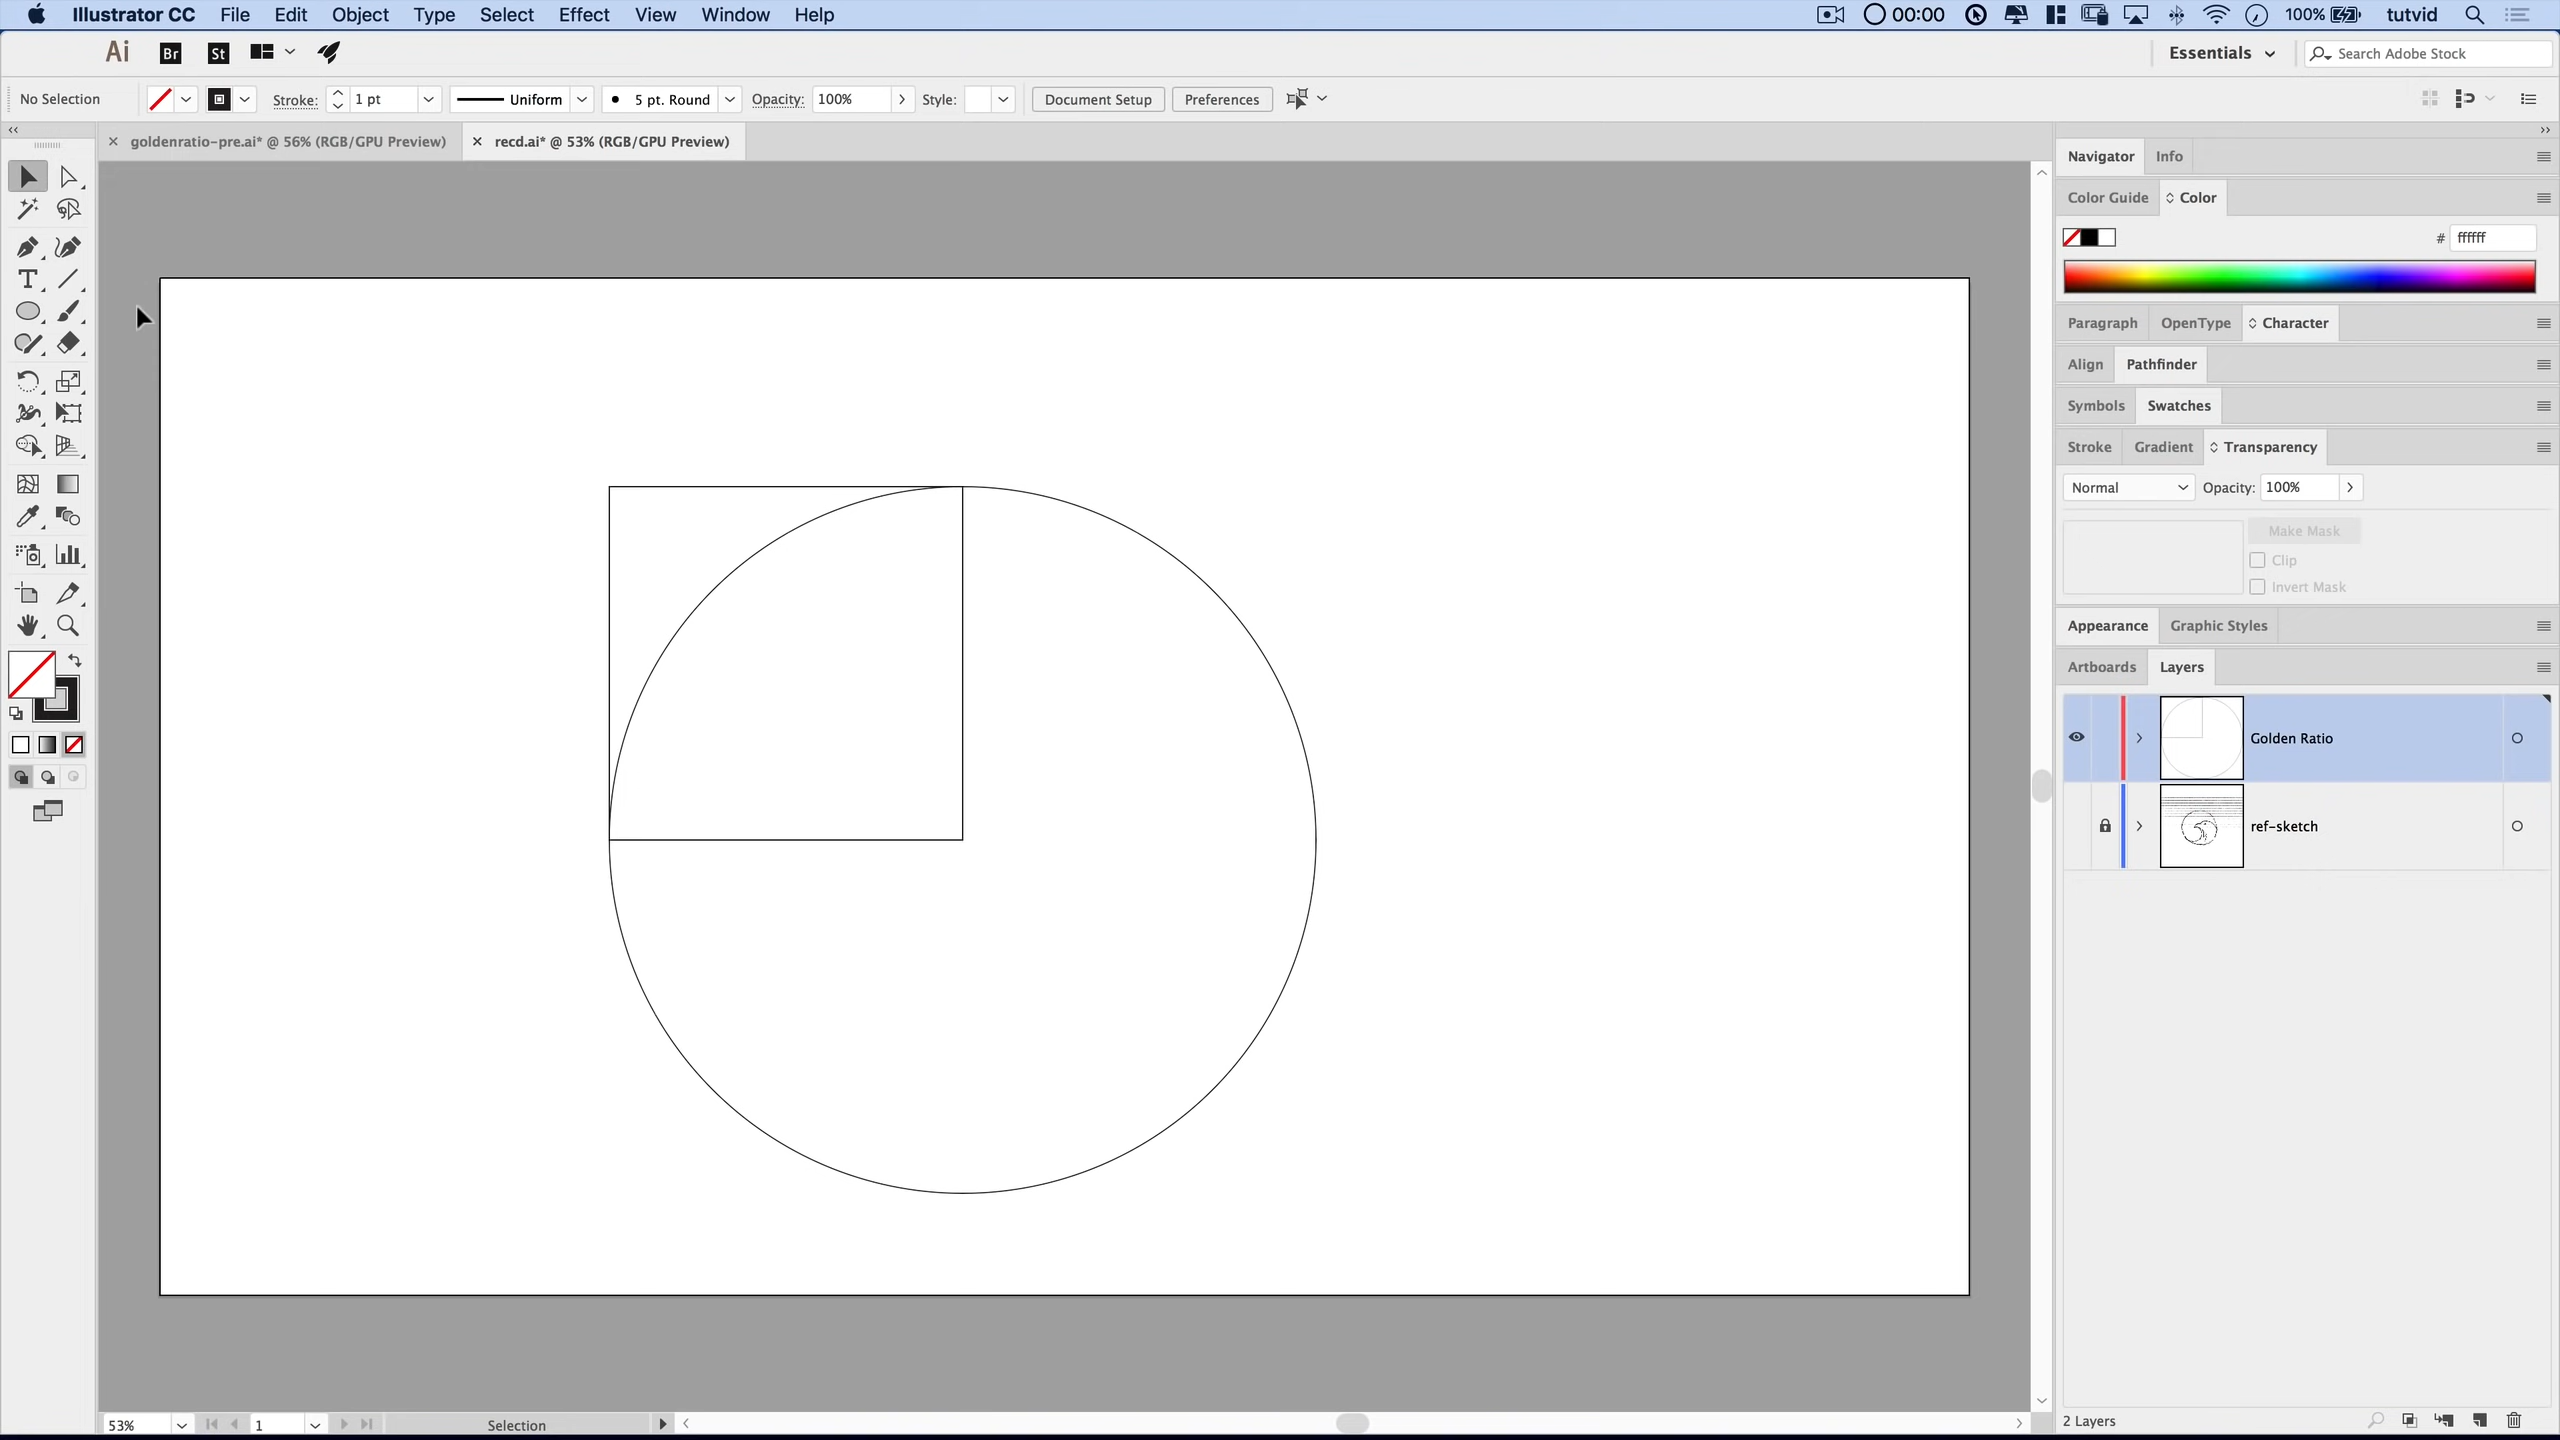 Illustrator CC File Edit Object Type Select Effect View Window Help 00:00 100% tutvid
Ai Br St Essentials Search Adobe Stock
No Selection Stroke: 1 pt Uniform 5 pt. Round Opacity: 100% Style: Document Setup Preferences
goldenratio-pre.ai* @ 56% (RGB/GPU Preview) recd.ai* @ 53% (RGB/GPU Preview)
Navigator Info
Color Guide Color
# ffffff
Paragraph OpenType Character
Align Pathfinder
Symbols Swatches
Stroke Gradient Transparency
Normal Opacity: 100%
Make Mask
Clip
Invert Mask
Appearance Graphic Styles
Artboards Layers
Golden Ratio
ref-sketch
53% 1 Selection 2 Layers